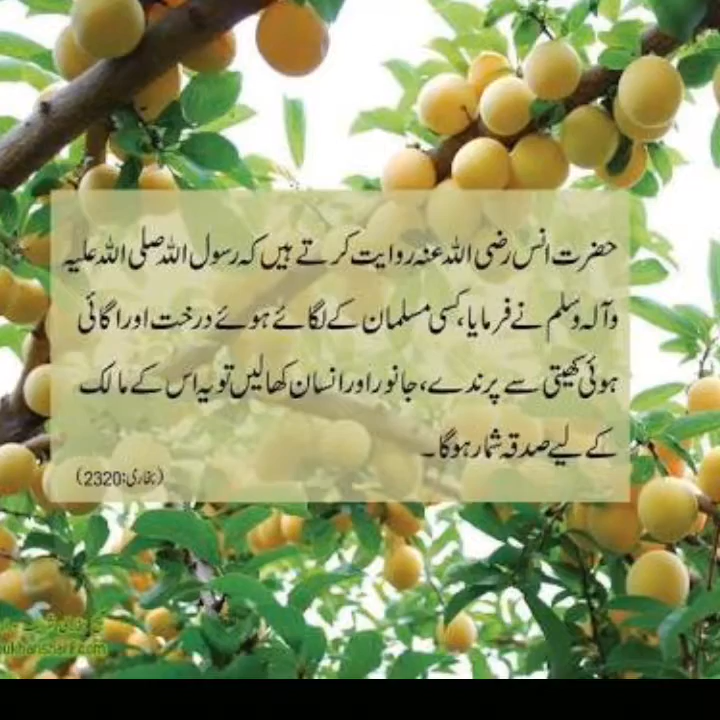 حضرت انس رضی اللہ عنہ روایت کرتے ہیں کہ رسول اللہ صلی اللہ علیہ
وآلہ وسلم نے فرمایا، کسی مسلمان کے لگائے ہوئے درخت اور اگائی
ہوئی کھیتی سے پرندے، جانور اور انسان کھالیں تو یہ اس کے مالک
کے لیے صدقہ شمار ہوگا۔
(بخاری:2320)